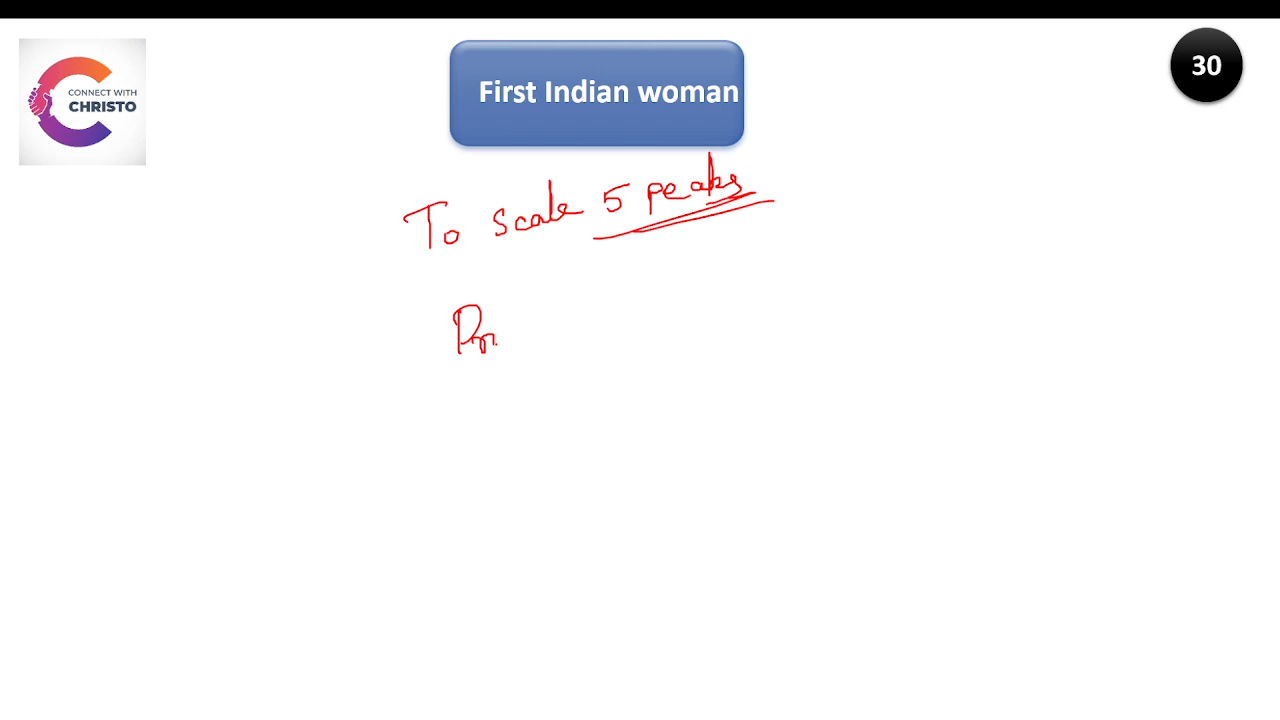 CONNECT WITH
CHRISTO
First Indian woman
30
To scale 5 peaks